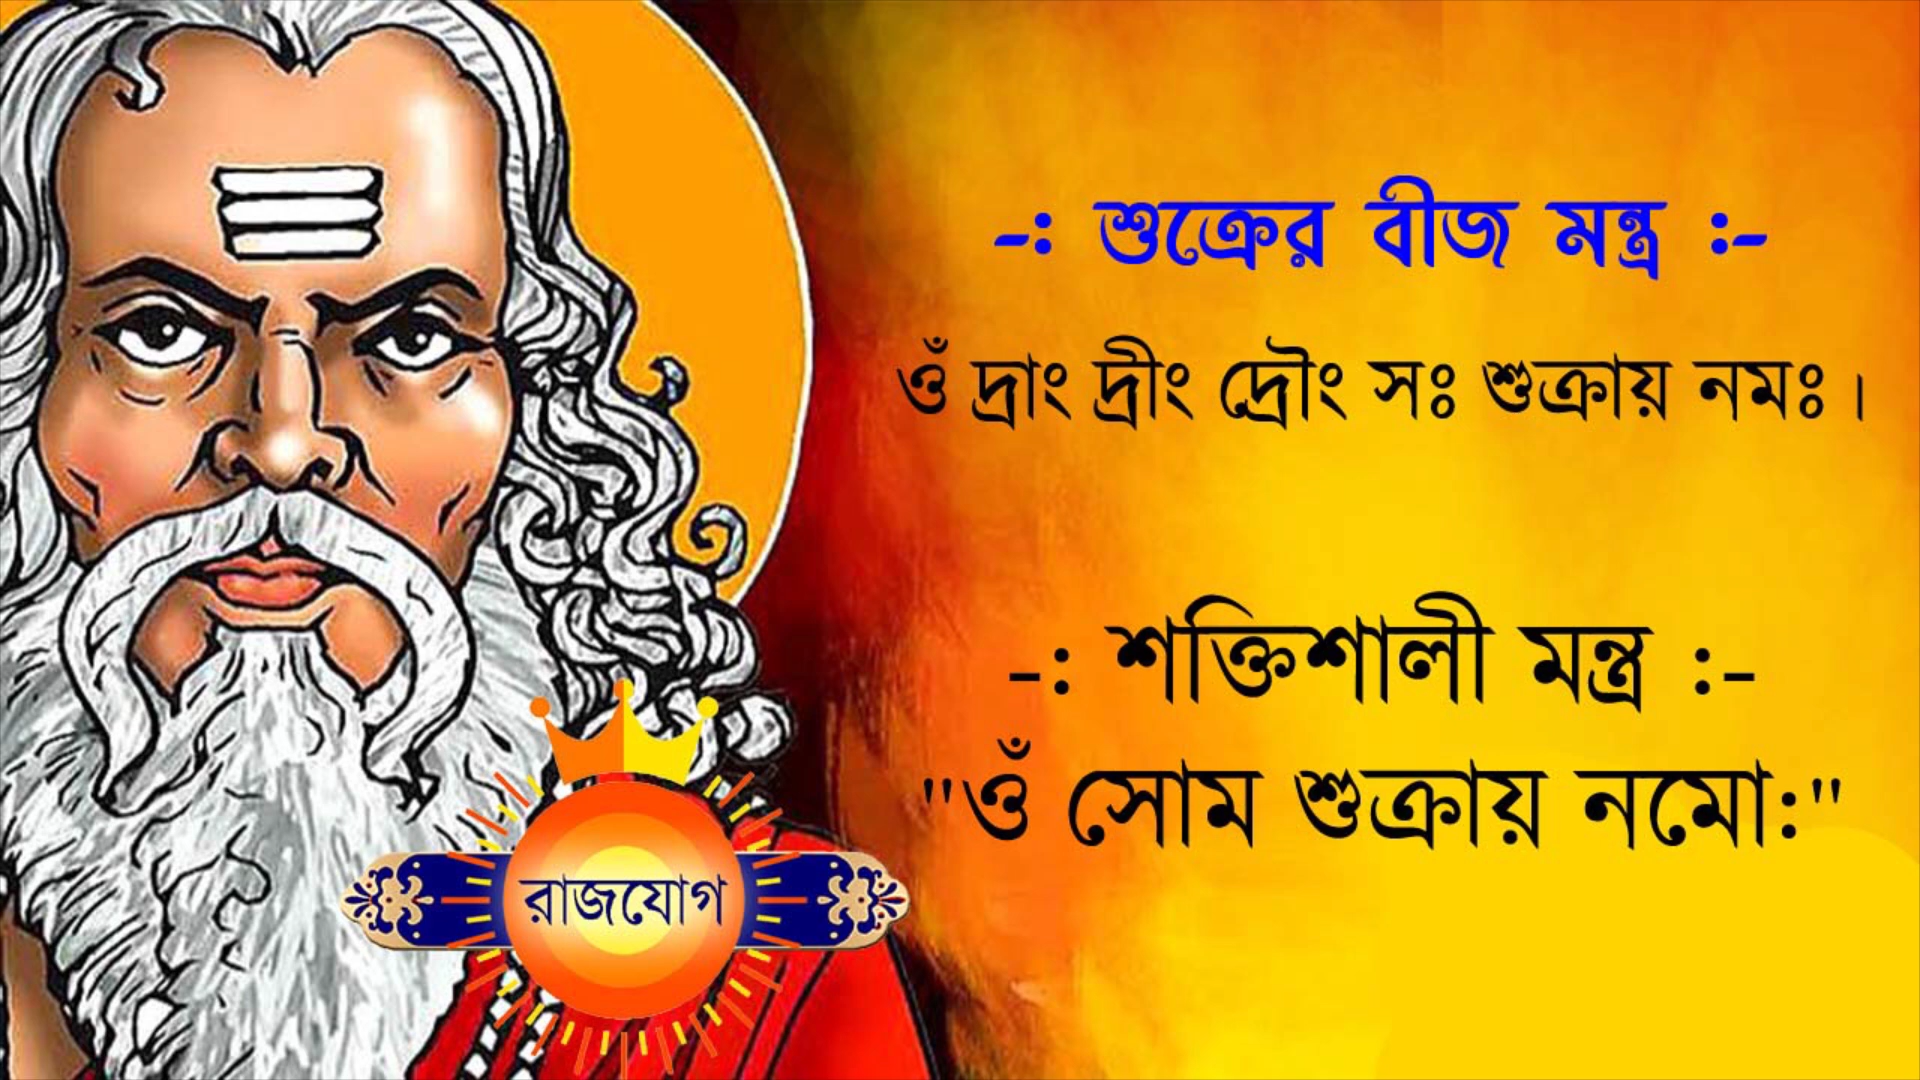 -: শুক্রের বীজ মন্ত্র :-
ওঁ দ্রাং দ্রীং দ্রৌং সঃ শুক্রায় নমঃ।
-: শক্তিশালী মন্ত্র :-
"ওঁ সোম শুক্রায় নমো:"
রাজযোগ